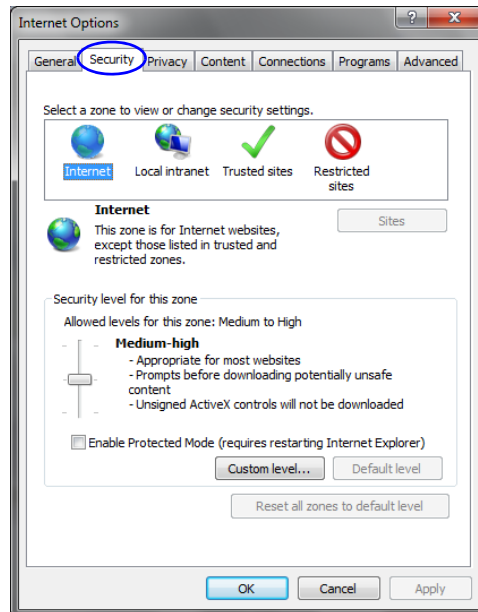 Internet Options
?
General Security Privacy Content Connections Programs Advanced
Select a zone to view or change security settings.
Internet Local intranet Trusted sites Restricted
sites
Internet
Sites
This zone is for Internet websites,
except those listed in trusted and
restricted zones.
Security level for this zone
Allowed levels for this zone: Medium to High
Medium-high
- Appropriate for most websites
- Prompts before downloading potentially unsafe
content
- Unsigned ActiveX controls will not be downloaded
Enable Protected Mode (requires restarting Internet Explorer)
Custom level... Default level
Reset all zones to default level
OK Cancel Apply